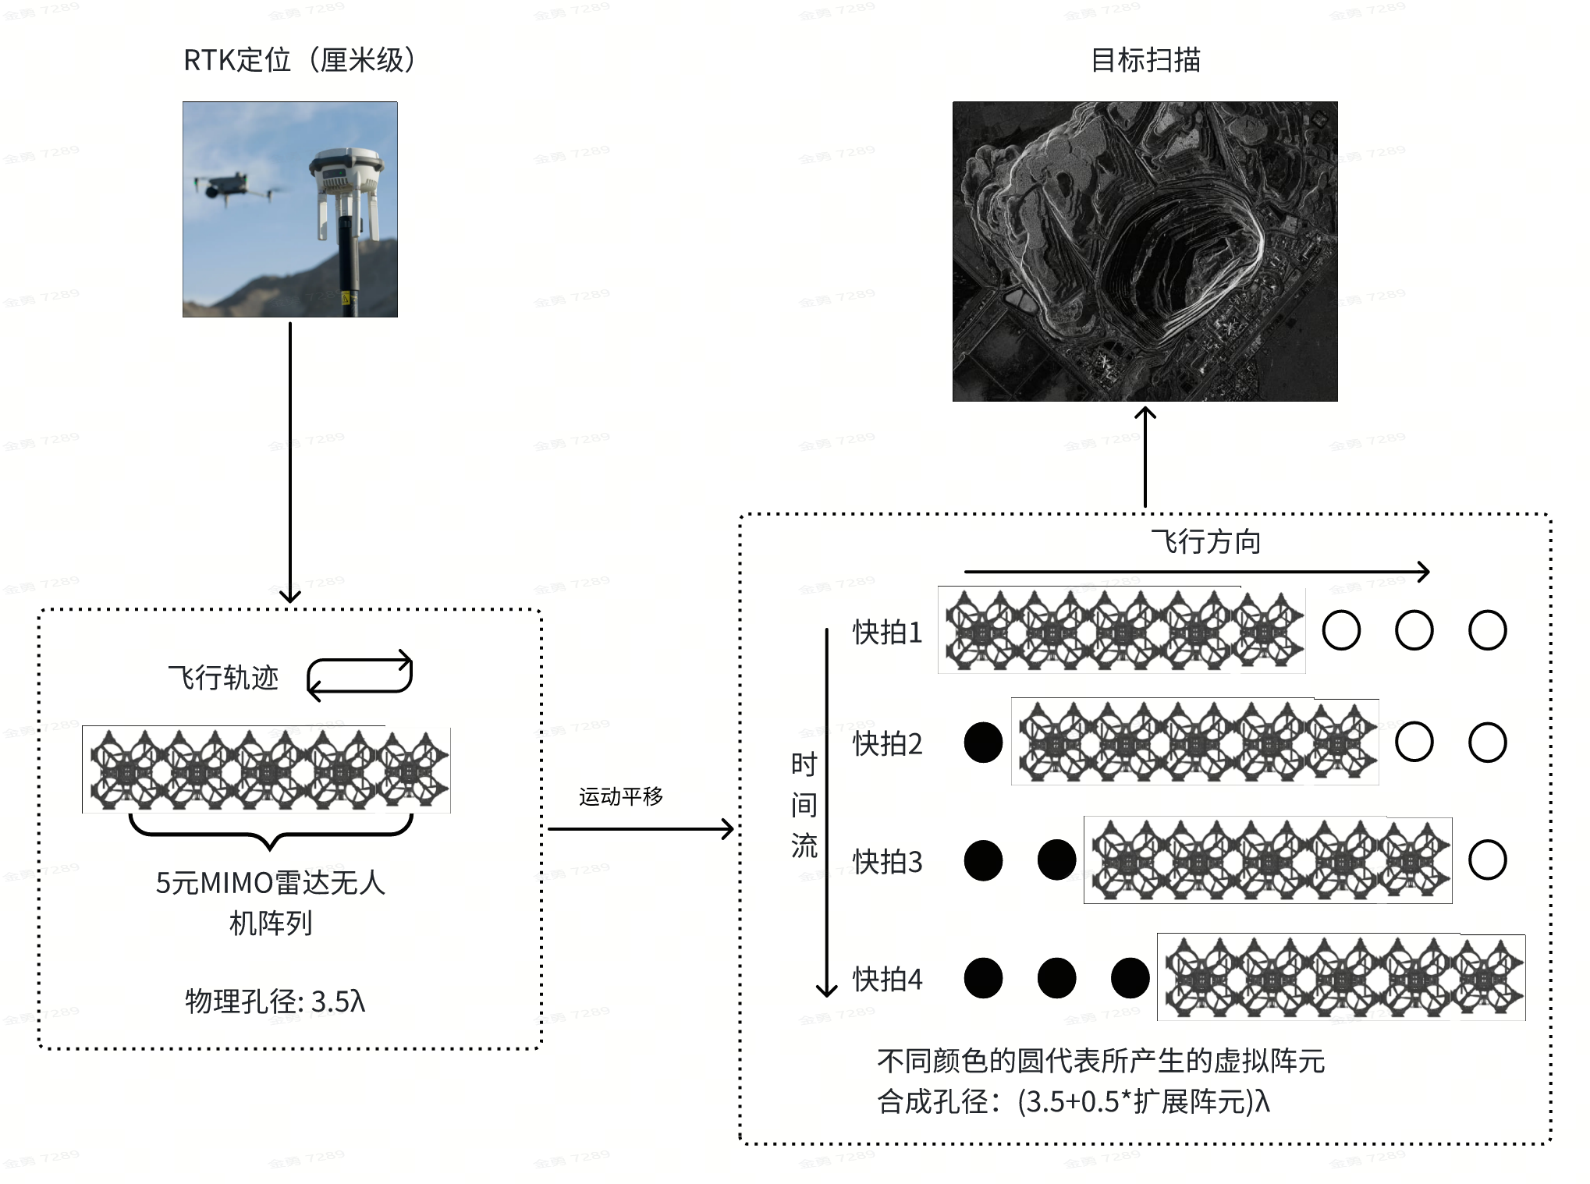 RTK定位（厘米级）
目标扫描
飞行轨迹
5元MIMO雷达无人
机阵列
物理孔径: 3.5λ
运动平移
飞行方向
时间流
快拍1
快拍2
快拍3
快拍4
不同颜色的圆代表所产生的虚拟阵元
合成孔径：(3.5+0.5*扩展阵元)λ
金勇 7289